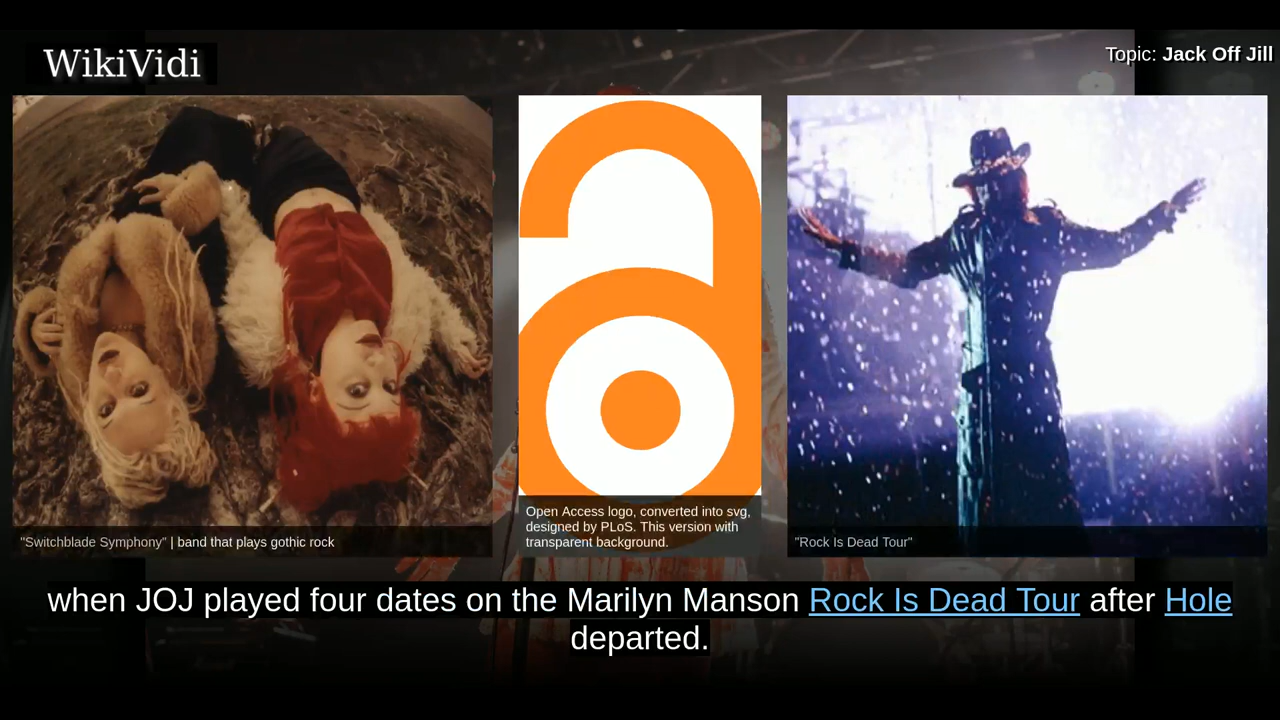 WikiVidi
Topic: Jack Off Jill
"Switchblade Symphony" | band that plays gothic rock
Open Access logo, converted into svg,
designed by PLoS. This version with
transparent background.
"Rock Is Dead Tour"
when JOJ played four dates on the Marilyn Manson Rock Is Dead Tour after Hole
departed.